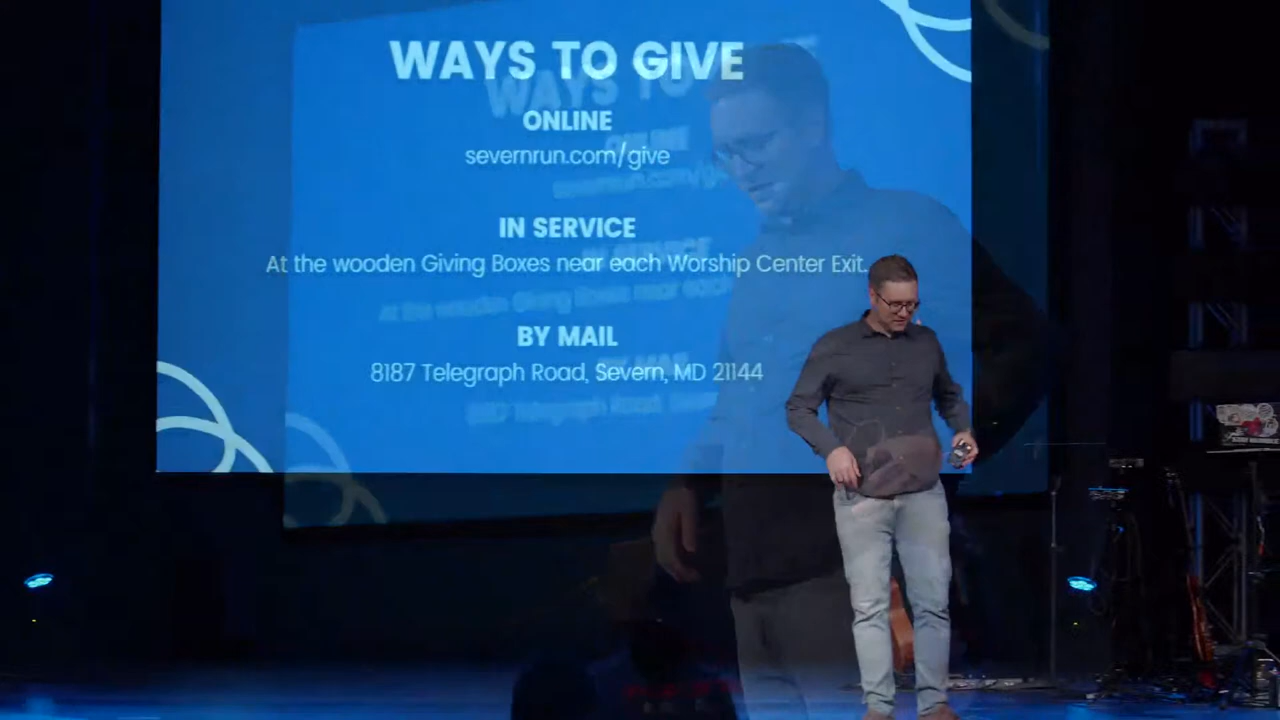 WAYS TO GIVE
ONLINE
severnrun.com/give
IN SERVICE
At the wooden Giving Boxes near each Worship Center Exit.
BY MAIL
8187 Telegraph Road, Severn, MD 21144